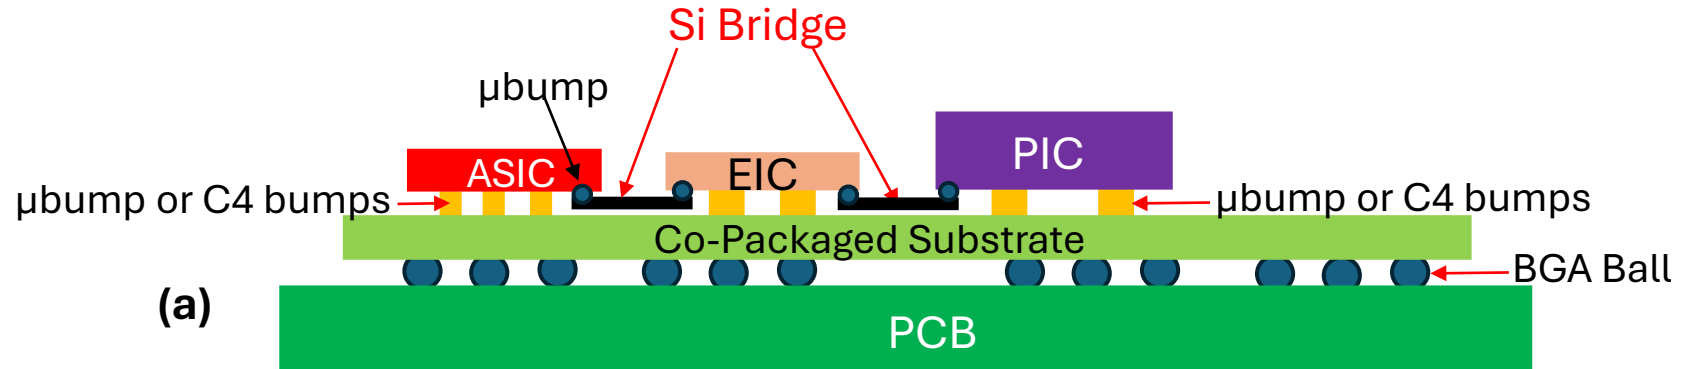 Si Bridge
μbump
ASIC
EIC
PIC
μbump or C4 bumps
μbump or C4 bumps
Co-Packaged Substrate
BGA Ball
(a)
PCB